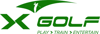 X GOLF
PLAY • TRAIN • ENTERTAIN